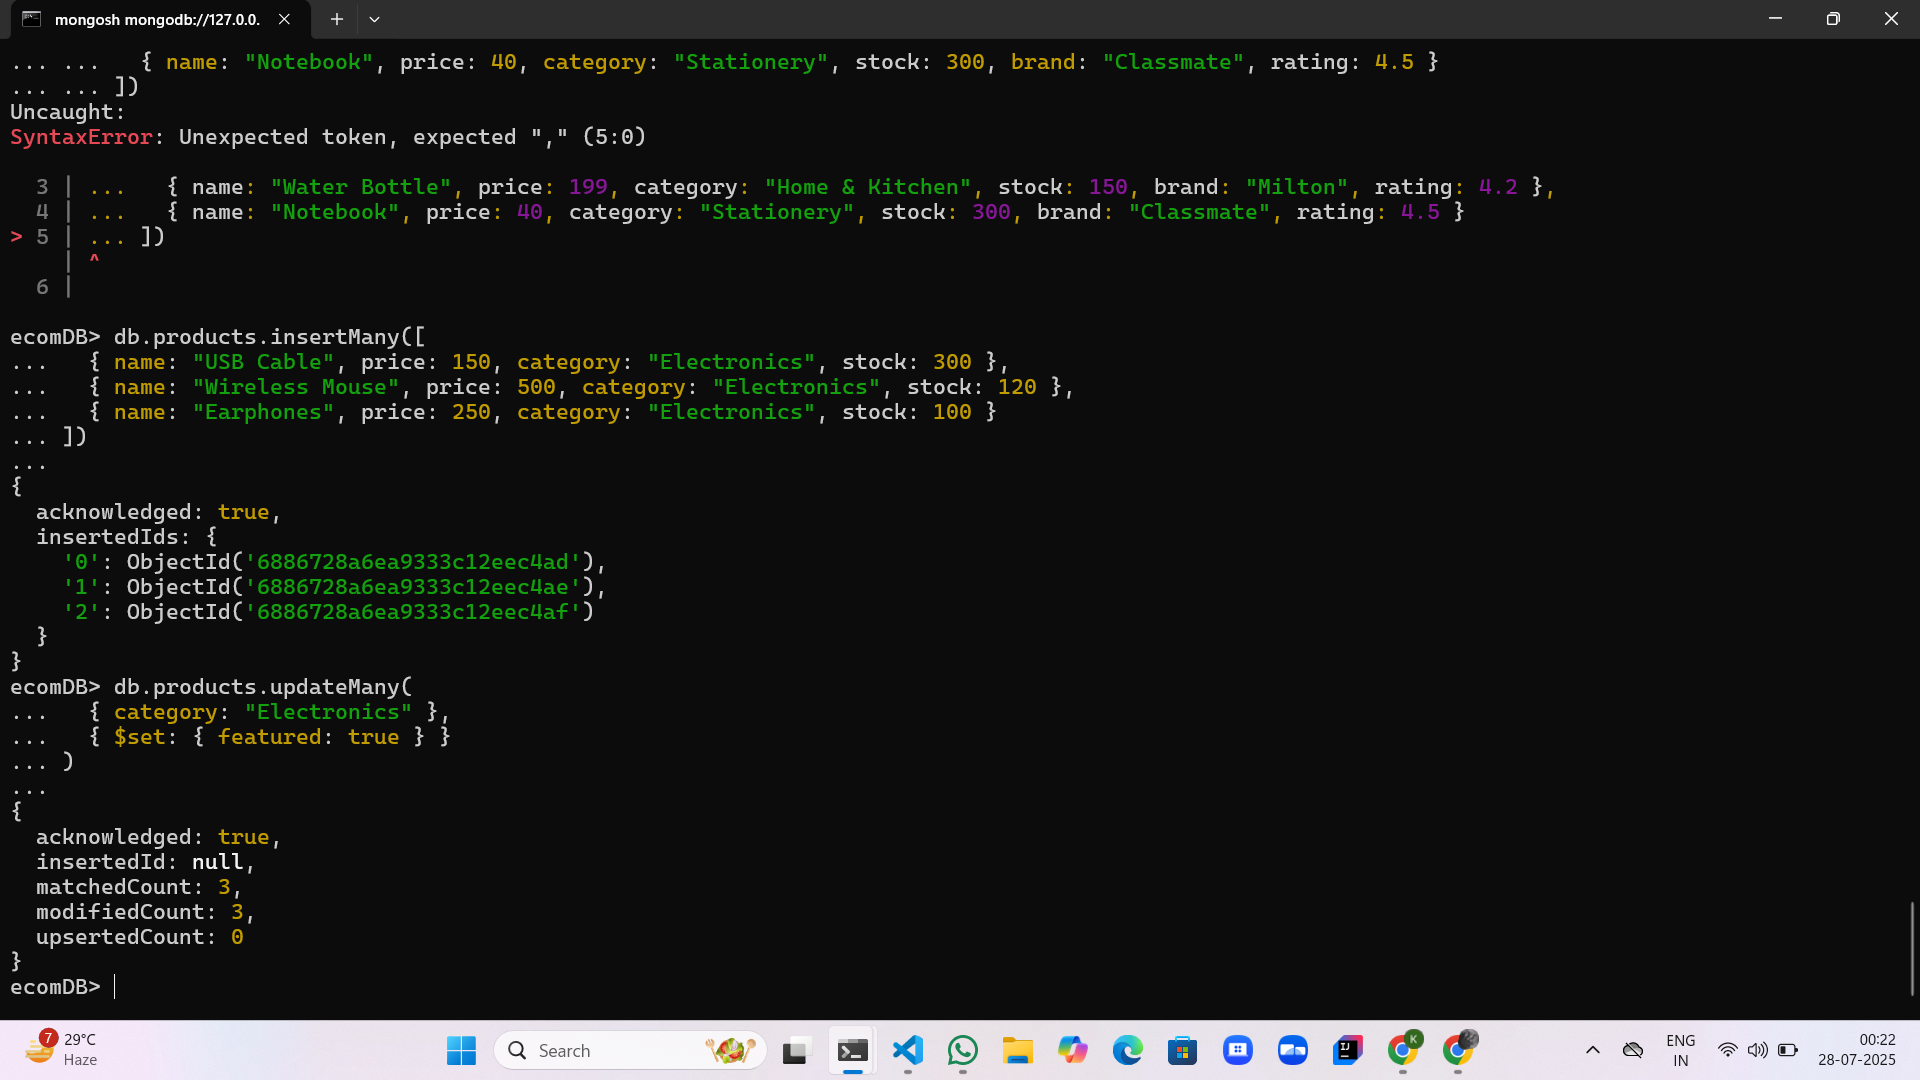 mongosh mongodb://127.0.0.
... ...   { name: "Notebook", price: 40, category: "Stationery", stock: 300, brand: "Classmate", rating: 4.5 }
... ... ])
Uncaught:
SyntaxError: Unexpected token, expected "," (5:0)
  3 | ...   { name: "Water Bottle", price: 199, category: "Home & Kitchen", stock: 150, brand: "Milton", rating: 4.2 },
  4 | ...   { name: "Notebook", price: 40, category: "Stationery", stock: 300, brand: "Classmate", rating: 4.5 }
> 5 | ... ])
    | ^
  6 |
ecomDB> db.products.insertMany([
...   { name: "USB Cable", price: 150, category: "Electronics", stock: 300 },
...   { name: "Wireless Mouse", price: 500, category: "Electronics", stock: 120 },
...   { name: "Earphones", price: 250, category: "Electronics", stock: 100 }
... ])
...
{
  acknowledged: true,
  insertedIds: {
    '0': ObjectId('6886728a6ea9333c12eec4ad'),
    '1': ObjectId('6886728a6ea9333c12eec4ae'),
    '2': ObjectId('6886728a6ea9333c12eec4af')
  }
}
ecomDB> db.products.updateMany(
...   { category: "Electronics" },
...   { $set: { featured: true } }
... )
...
{
  acknowledged: true,
  insertedId: null,
  matchedCount: 3,
  modifiedCount: 3,
  upsertedCount: 0
}
ecomDB>
7
29°C
Haze
Search
IJ
K
ENG
IN
00:22
28-07-2025